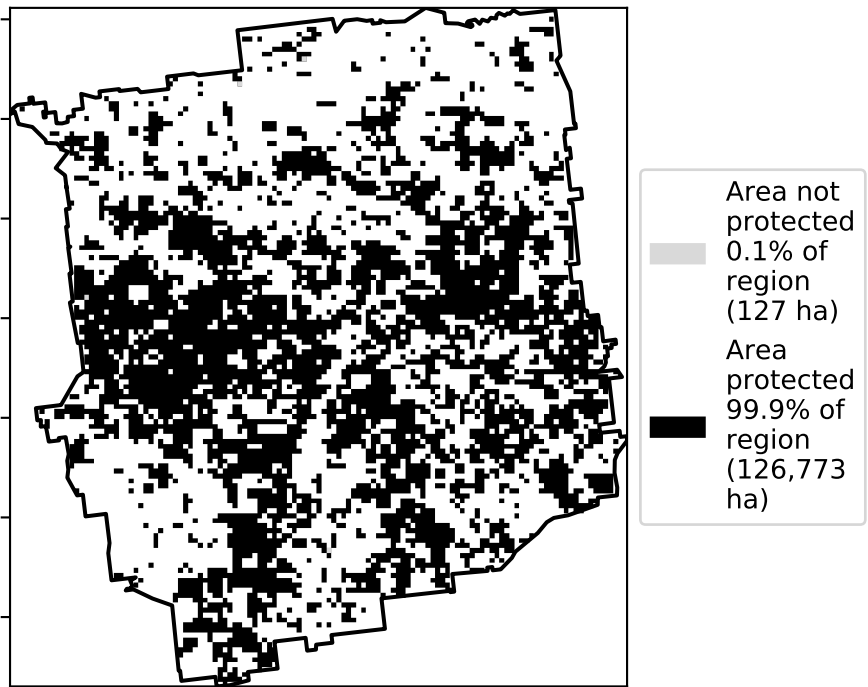 Area not
protected
0.1% of
region
(127 ha)
Area
protected
99.9% of
region
(126,773
ha)